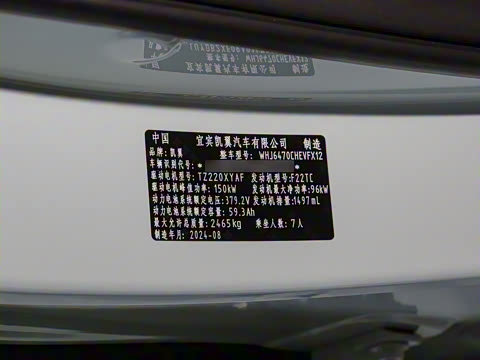 中国 宜宾凯翼汽车有限公司 制造
品牌：凯翼 整车型号：WHJ6470CHEVFX12
车辆识别代号：* *
驱动电机型号：TZ220XYAF 发动机型号：F22TC
驱动电机峰值功率：150kW 发动机最大净功率：96kW
动力电池系统额定电压：379.2V 发动机排量：1497mL
动力电池系统额定容量：59.3Ah
最大允许总质量：2465kg 乘坐人数：7人
制造年月：2024-08